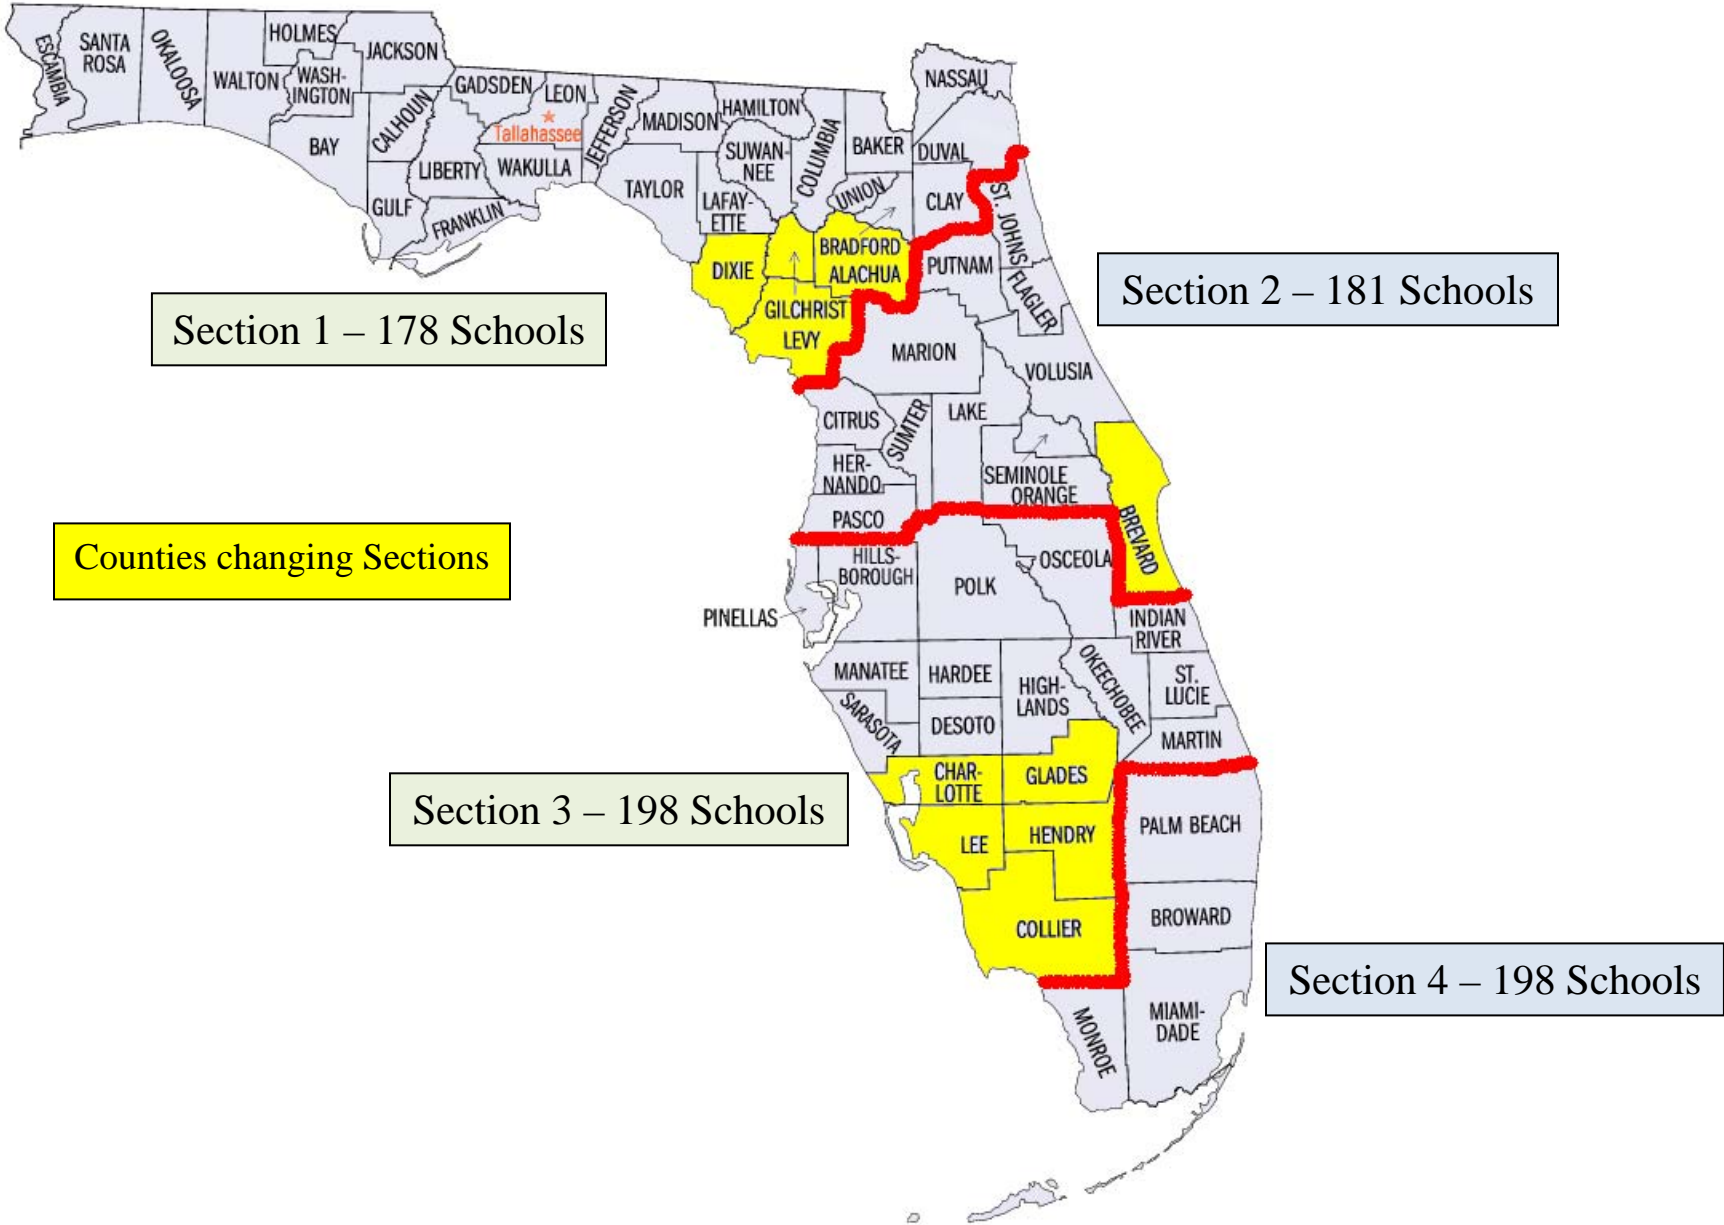 HOLMES
JACKSON
ESCAMBIA
SANTA
ROSA
OKALOOSA
WALTON
WASH-
INGTON
BAY
CALHOUN
GULF
GADSDEN
LIBERTY
FRANKLIN
LEON
Tallahassee
WAKULLA
JEFFERSON
MADISON
TAYLOR
HAMILTON
SUWAN-
NEE
LAFAY-
ETTE
COLUMBIA
BAKER
NASSAU
DUVAL
UNION
CLAY
ST. JOHNS
BRADFORD
ALACHUA
DIXIE
GILCHRIST
LEVY
PUTNAM
FLAGLER
Section 1 – 178 Schools
Section 2 – 181 Schools
MARION
VOLUSIA
CITRUS
SUMTER
LAKE
HER-
NANDO
SEMINOLE
ORANGE
PASCO
BREVARD
Counties changing Sections
HILLS-
BOROUGH
PINELLAS
POLK
OSCEOLA
INDIAN
RIVER
MANATEE
HARDEE
HIGH-
LANDS
OKEECHOBEE
ST.
LUCIE
SARASOTA
DESOTO
MARTIN
CHAR-
LOTTE
GLADES
Section 3 – 198 Schools
LEE
HENDRY
PALM BEACH
COLLIER
BROWARD
Section 4 – 198 Schools
MONROE
MIAMI-
DADE